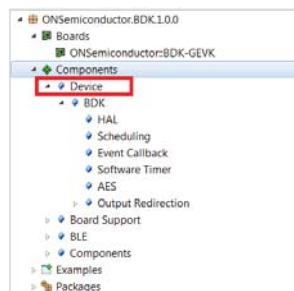 ONSemiconductor.BDK.1.0.0
Boards
ONSemiconductor:BDK-GEVK
Components
Device
BDK
HAL
Scheduling
Event Callback
Software Timer
AES
Output Redirection
Board Support
BLE
Components
Examples
Packages